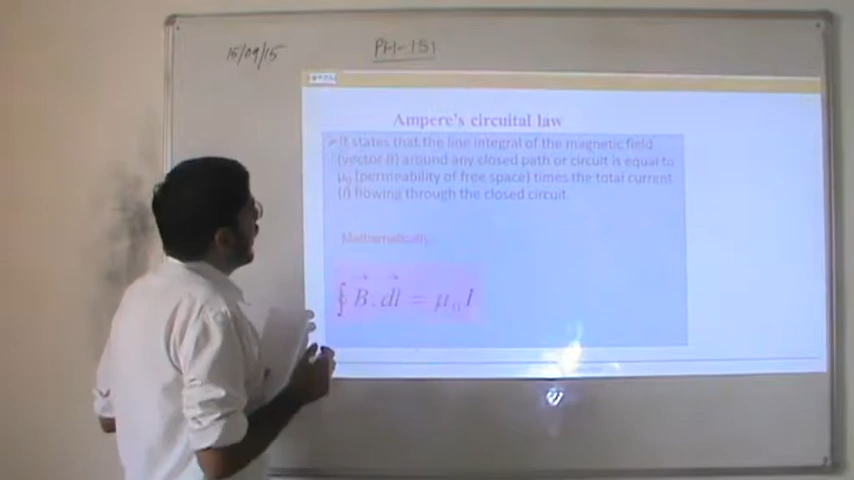 15/09/15
PH-151
Ampere's circuital law
It states that the line integral of the magnetic field
(vector B) around any closed path or circuit is equal to
μ₀ (permeability of free space) times the total current
(I) flowing through the closed circuit.
Mathematically
∮ B⃗ . dl⃗ = μ₀ I